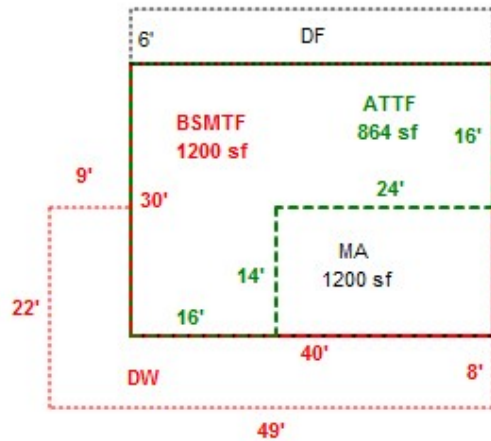 6'
DF
BSMTF
1200 sf
ATTF
864 sf
16'
9'
30'
24'
MA
1200 sf
14'
22'
16'
40'
8'
DW
49'